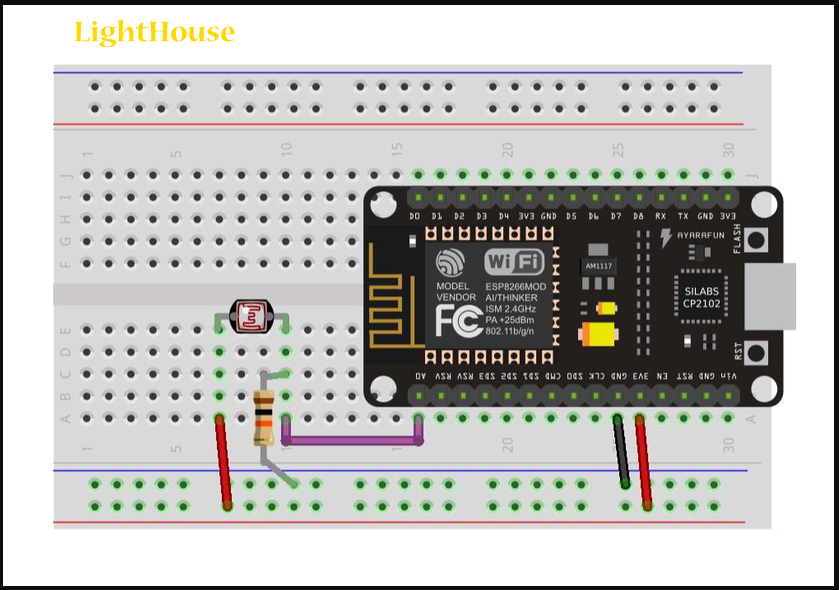 LightHouse
1 5 10 15 20 25 30
J J
I
H
G
F
D0 D1 D2 D3 D4 3V3 GND D5 D6 D7 D8 RX TX GND 3V3
AYARAFUN
FLASH
WiFi
MODEL
VENDOR
ESP8266MOD
AI/THINKER
ISM 2.4GHz
PA +25dBm
802.11b/g/n
FC
AM1117
SILABS
CP2102
RST
E
D
C
B
A A
A0 RSV RSV SD3 SD2 SD1 CMD SD0 CLK GND 3V3 EN RST GND Vin
1 5 10 20 25 30